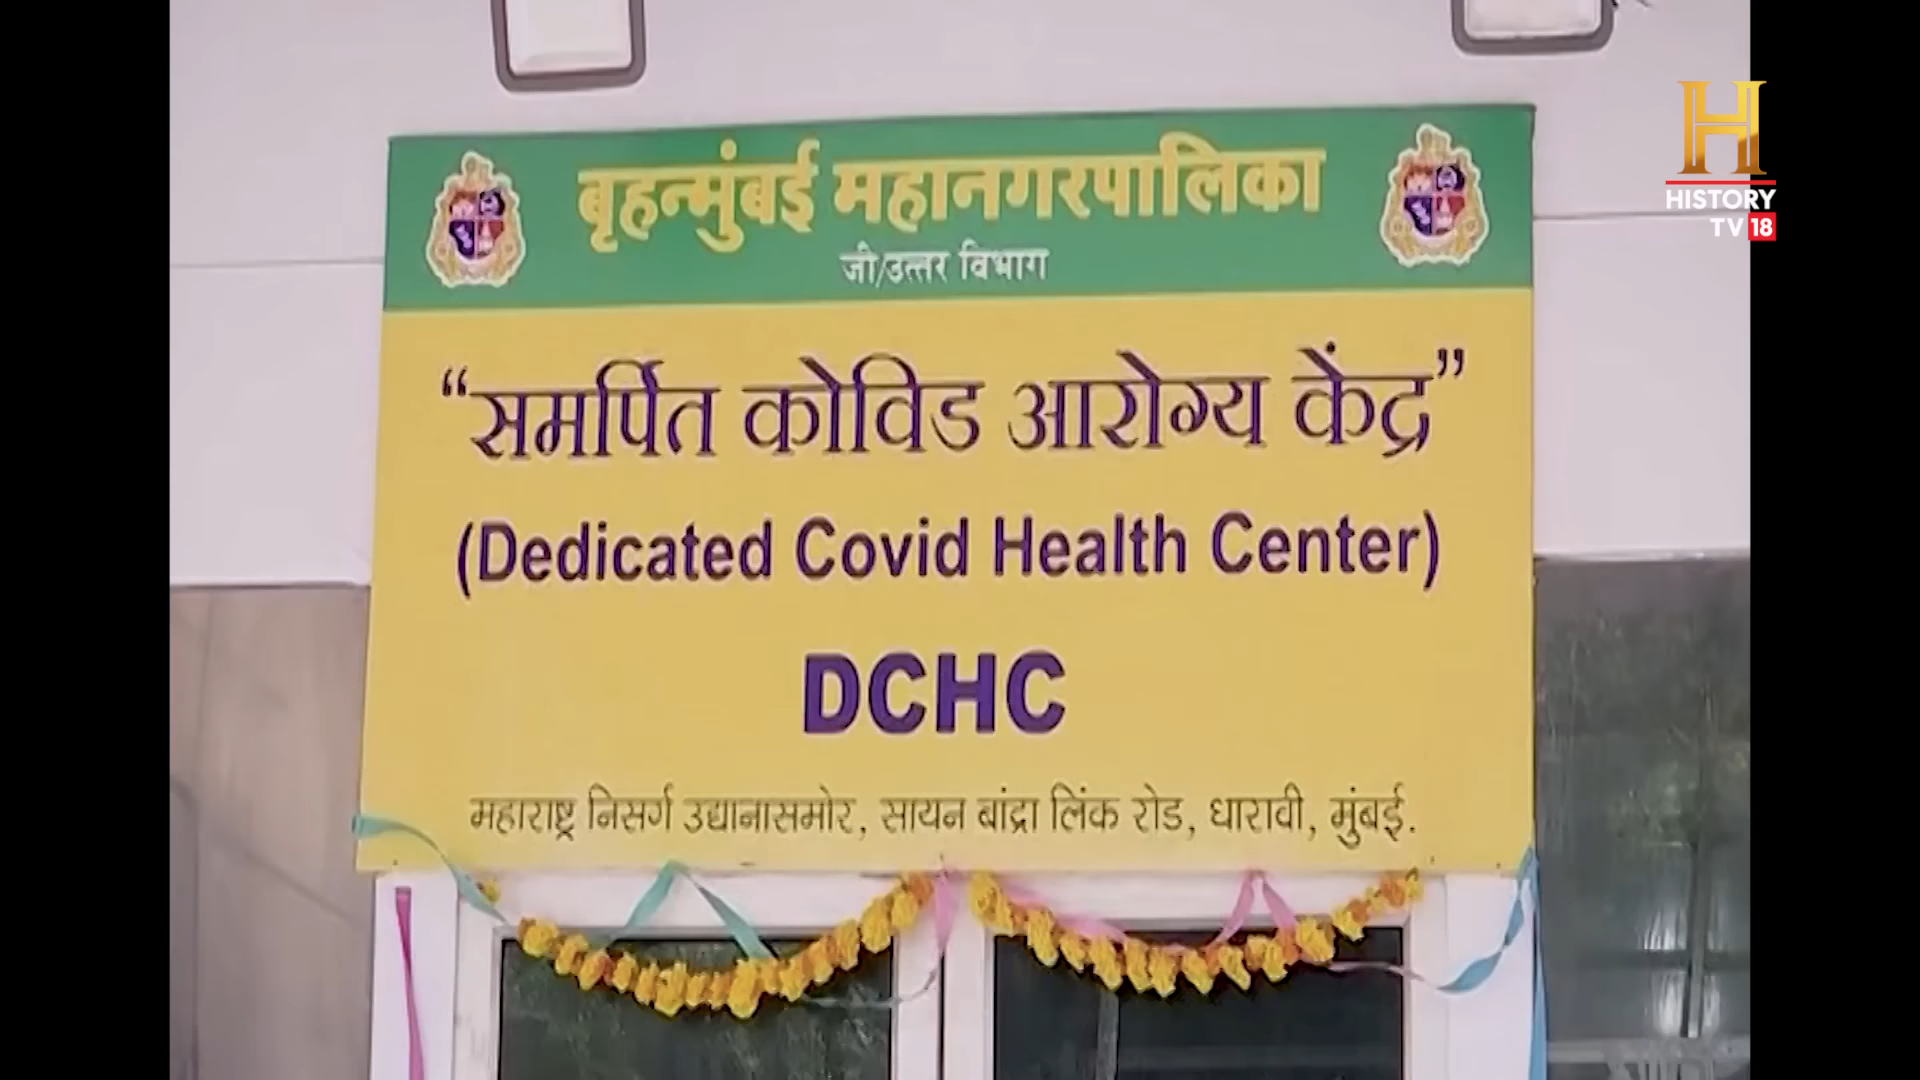 बृहन्मुंबई महानगरपालिका
जी/उत्तर विभाग
“समर्पित कोविड आरोग्य केंद्र”
(Dedicated Covid Health Center)
DCHC
महाराष्ट्र निसर्ग उद्यानासमोर, सायन बांद्रा लिंक रोड, धारावी, मुंबई.
H
HISTORY
TV 18